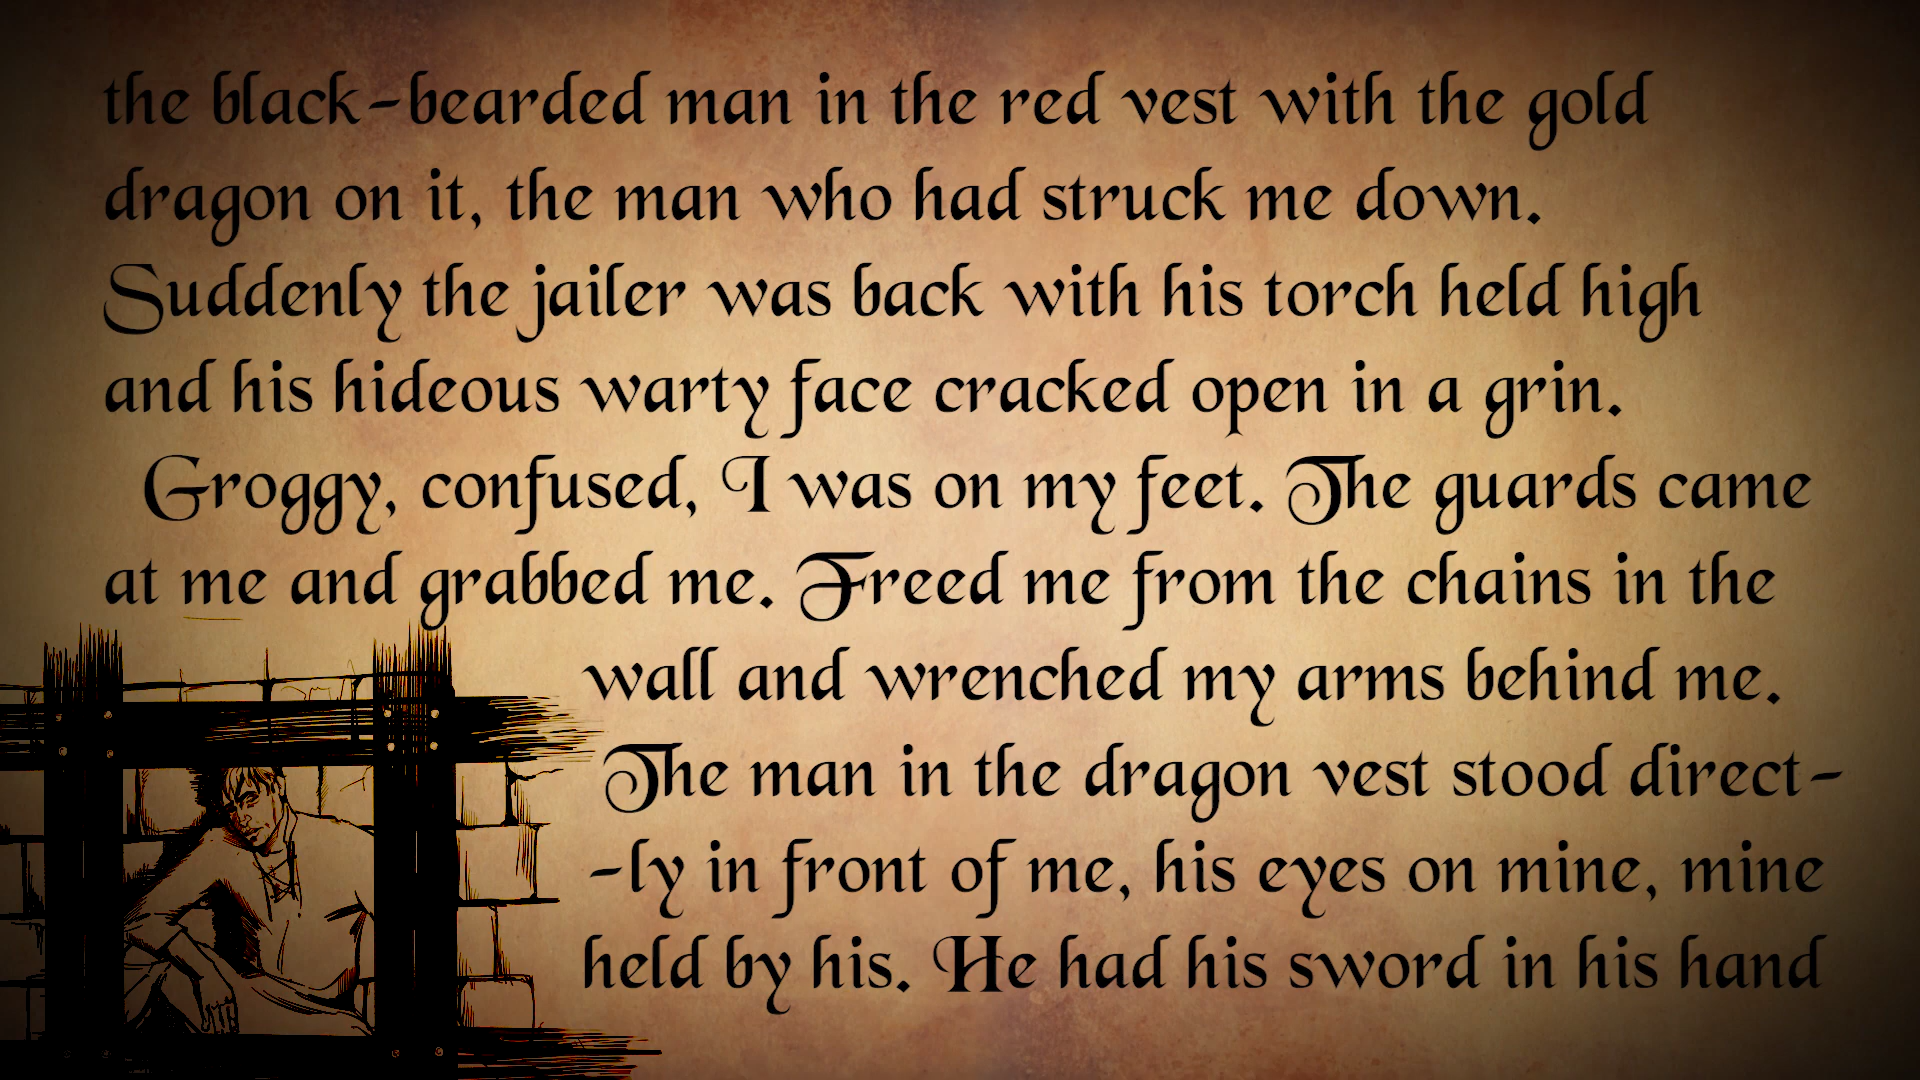 the black-bearded man in the red vest with the gold
dragon on it, the man who had struck me down.
Suddenly the jailer was back with his torch held high
and his hideous warty face cracked open in a grin.
Groggy, confused, I was on my feet. The guards came
at me and grabbed me. Freed me from the chains in the
wall and wrenched my arms behind me.
The man in the dragon vest stood direct-
-ly in front of me, his eyes on mine, mine
held by his. He had his sword in his hand